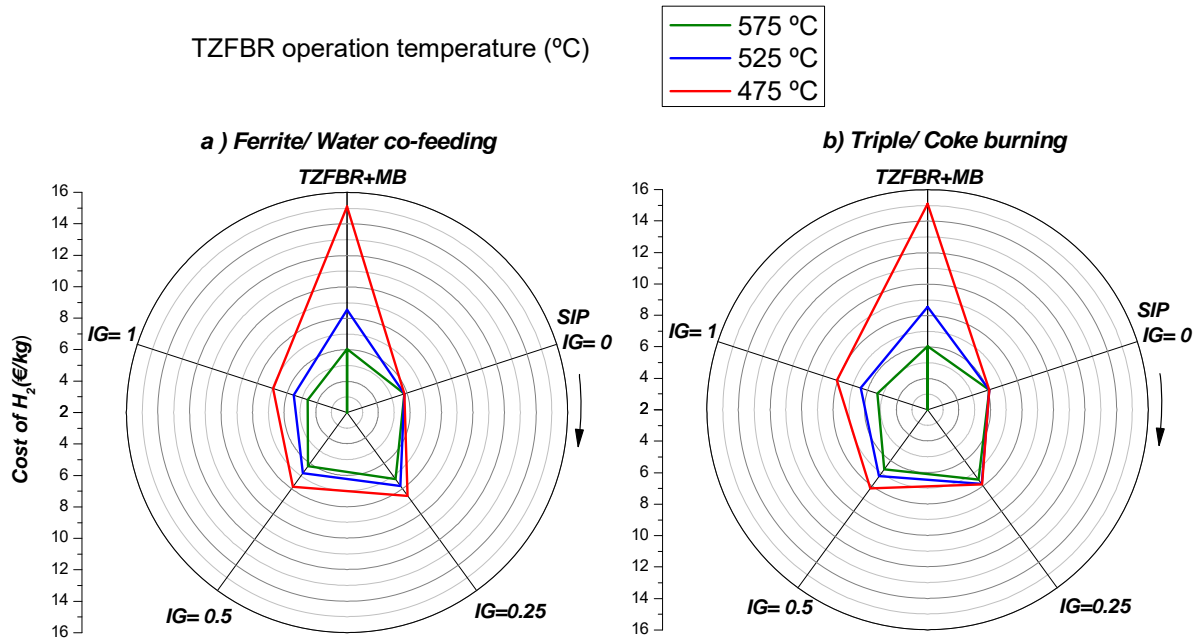 TZFBR operation temperature (ºC)
575 ºC
525 ºC
475 ºC
a ) Ferrite/ Water co-feeding
TZFBR+MB
16
14
12
10
8
6
4
2
4
6
8
10
12
14
16
Cost of H₂(€/kg)
SIP
IG= 0
IG= 1
IG= 0.5
IG=0.25
b) Triple/ Coke burning
TZFBR+MB
16
14
12
10
8
6
4
2
4
6
8
10
12
14
16
SIP
IG= 0
IG= 1
IG= 0.5
IG=0.25